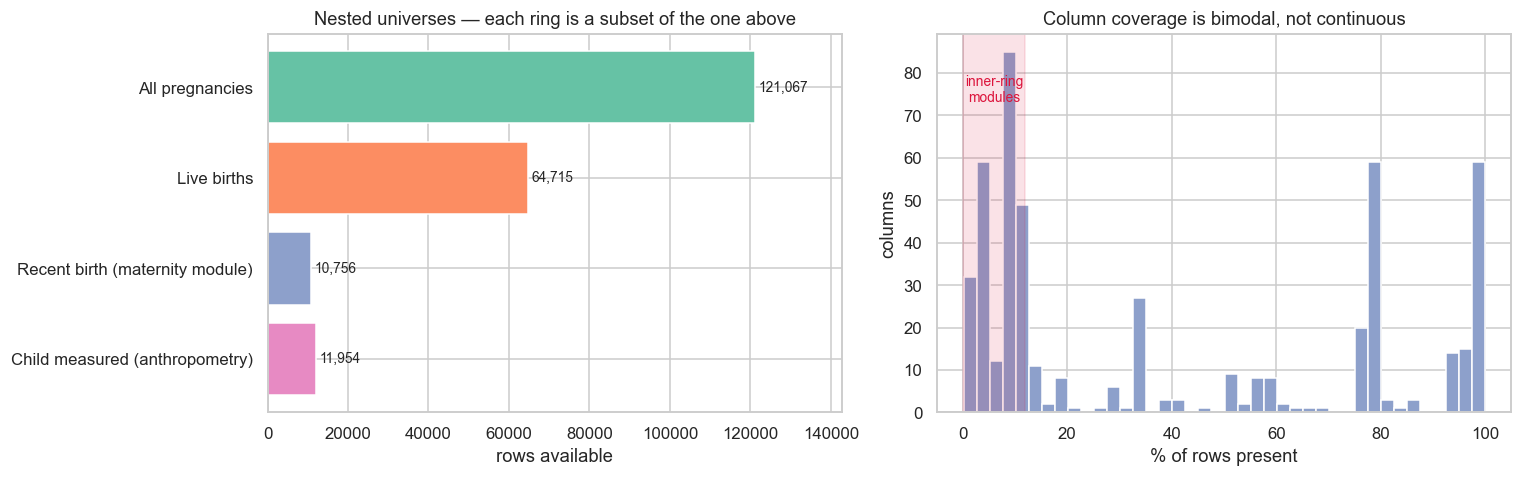 Nested universes — each ring is a subset of the one above
All pregnancies
121,067
Live births
64,715
Recent birth (maternity module)
10,756
Child measured (anthropometry)
11,954
0 20000 40000 60000 80000 100000 120000 140000
rows available
Column coverage is bimodal, not continuous
columns
80
70
60
50
40
30
20
10
0
inner-ring
modules
0 20 40 60 80 100
% of rows present